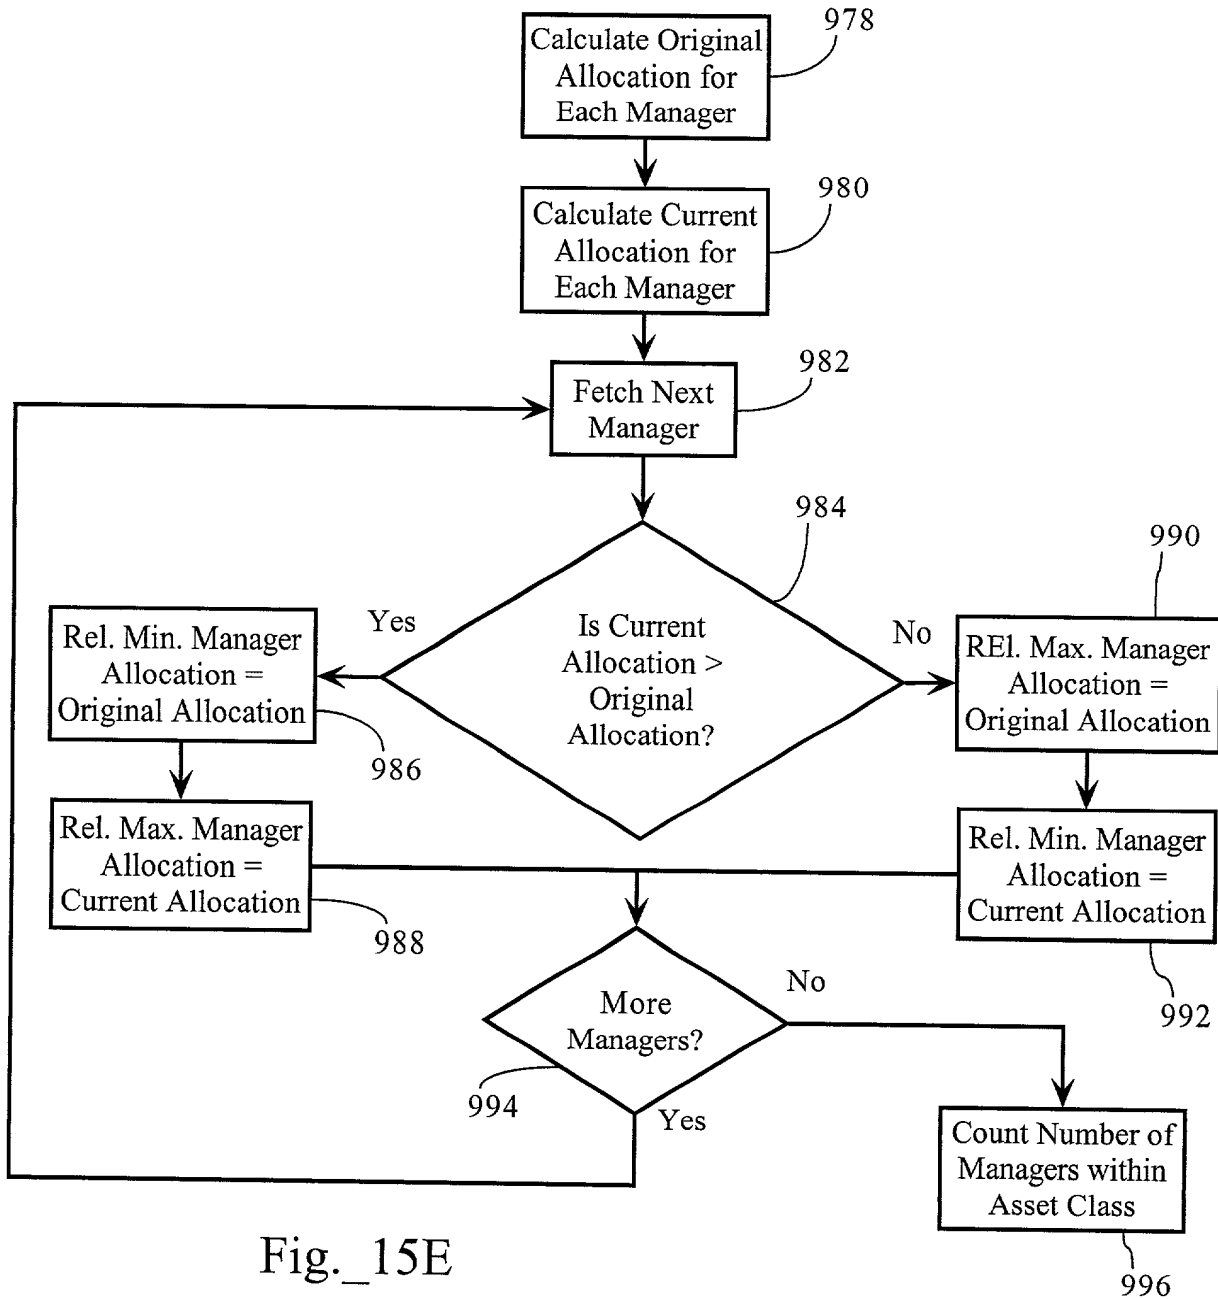 978
Calculate Original
Allocation for
Each Manager
980
Calculate Current
Allocation for
Each Manager
982
Fetch Next
Manager
984
Is Current
Allocation >
Original
Allocation?
Yes
No
990
Rel. Min. Manager
Allocation =
Original Allocation
986
REl. Max. Manager
Allocation =
Original Allocation
Rel. Max. Manager
Allocation =
Current Allocation
988
Rel. Min. Manager
Allocation =
Current Allocation
992
More
Managers?
994
No
Yes
Count Number of
Managers within
Asset Class
996
Fig._15E